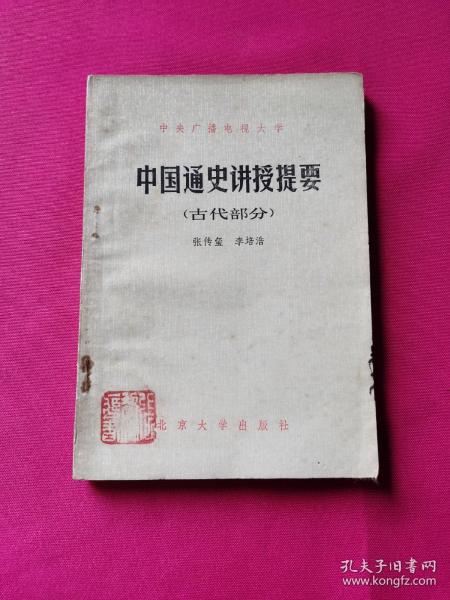 中央广播电视大学
中国通史讲授提要
（古代部分）
张传玺 李培浩
北京大学出版社
孔夫子旧书网
www.kongfz.com